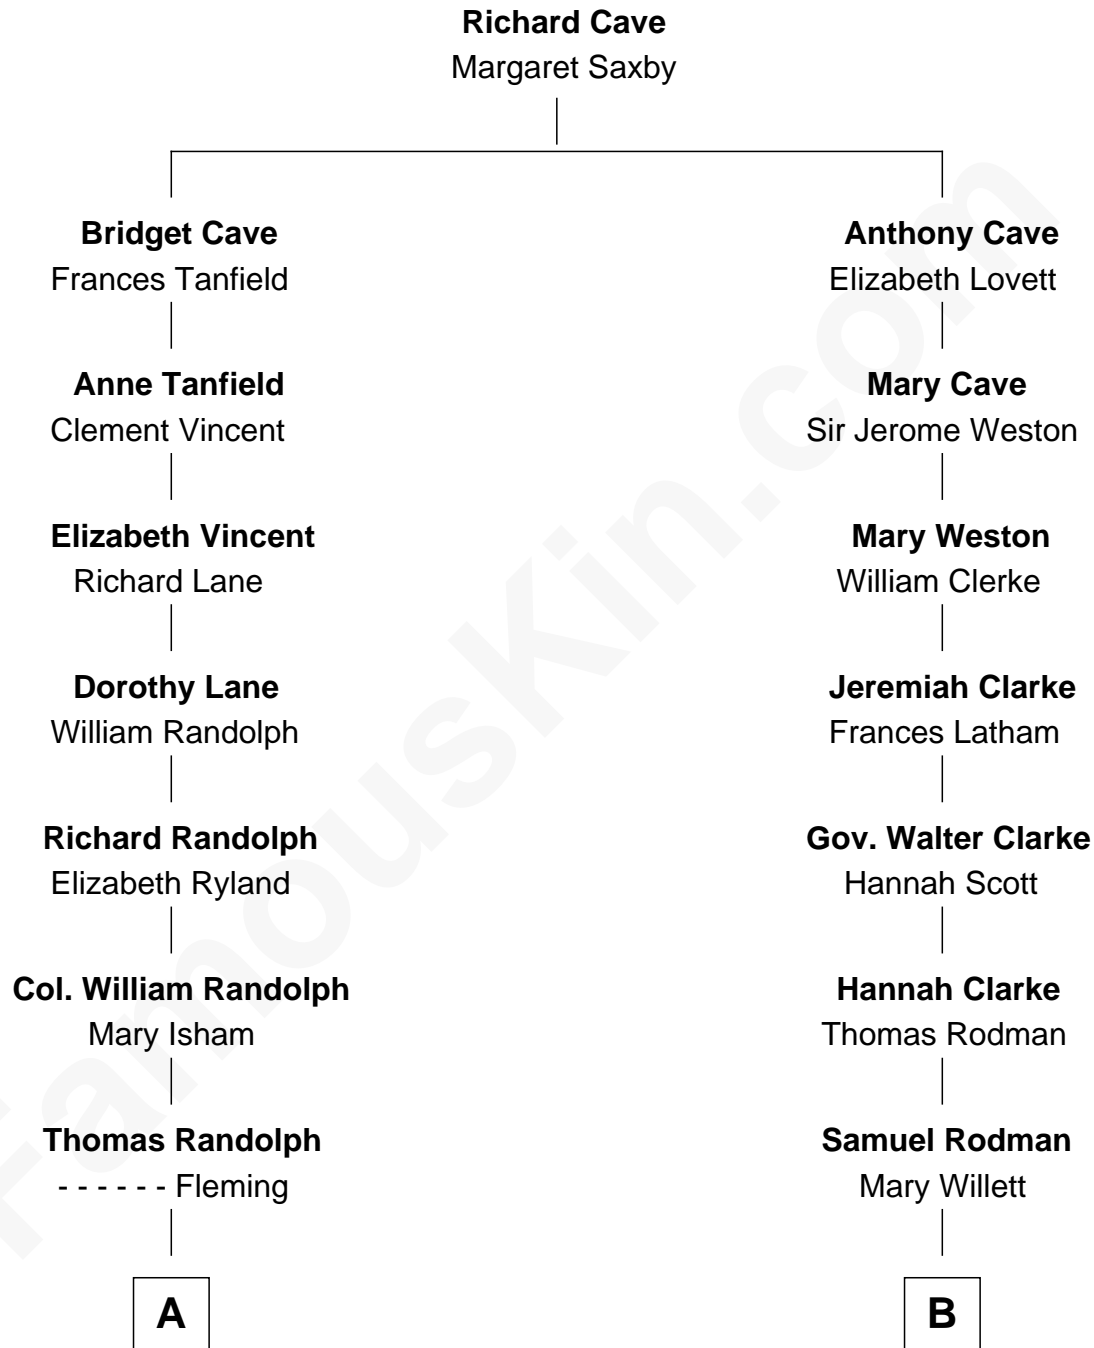 Richard Cave
Margaret Saxby
Bridget Cave
Frances Tanfield
Anthony Cave
Elizabeth Lovett
Anne Tanfield
Clement Vincent
Mary Cave
Sir Jerome Weston
Elizabeth Vincent
Richard Lane
Mary Weston
William Clerke
Dorothy Lane
William Randolph
Jeremiah Clarke
Frances Latham
Richard Randolph
Elizabeth Ryland
Gov. Walter Clarke
Hannah Scott
Col. William Randolph
Mary Isham
Hannah Clarke
Thomas Rodman
Thomas Randolph
- - - - - - Fleming
Samuel Rodman
Mary Willett
A
B
FamousKin.com